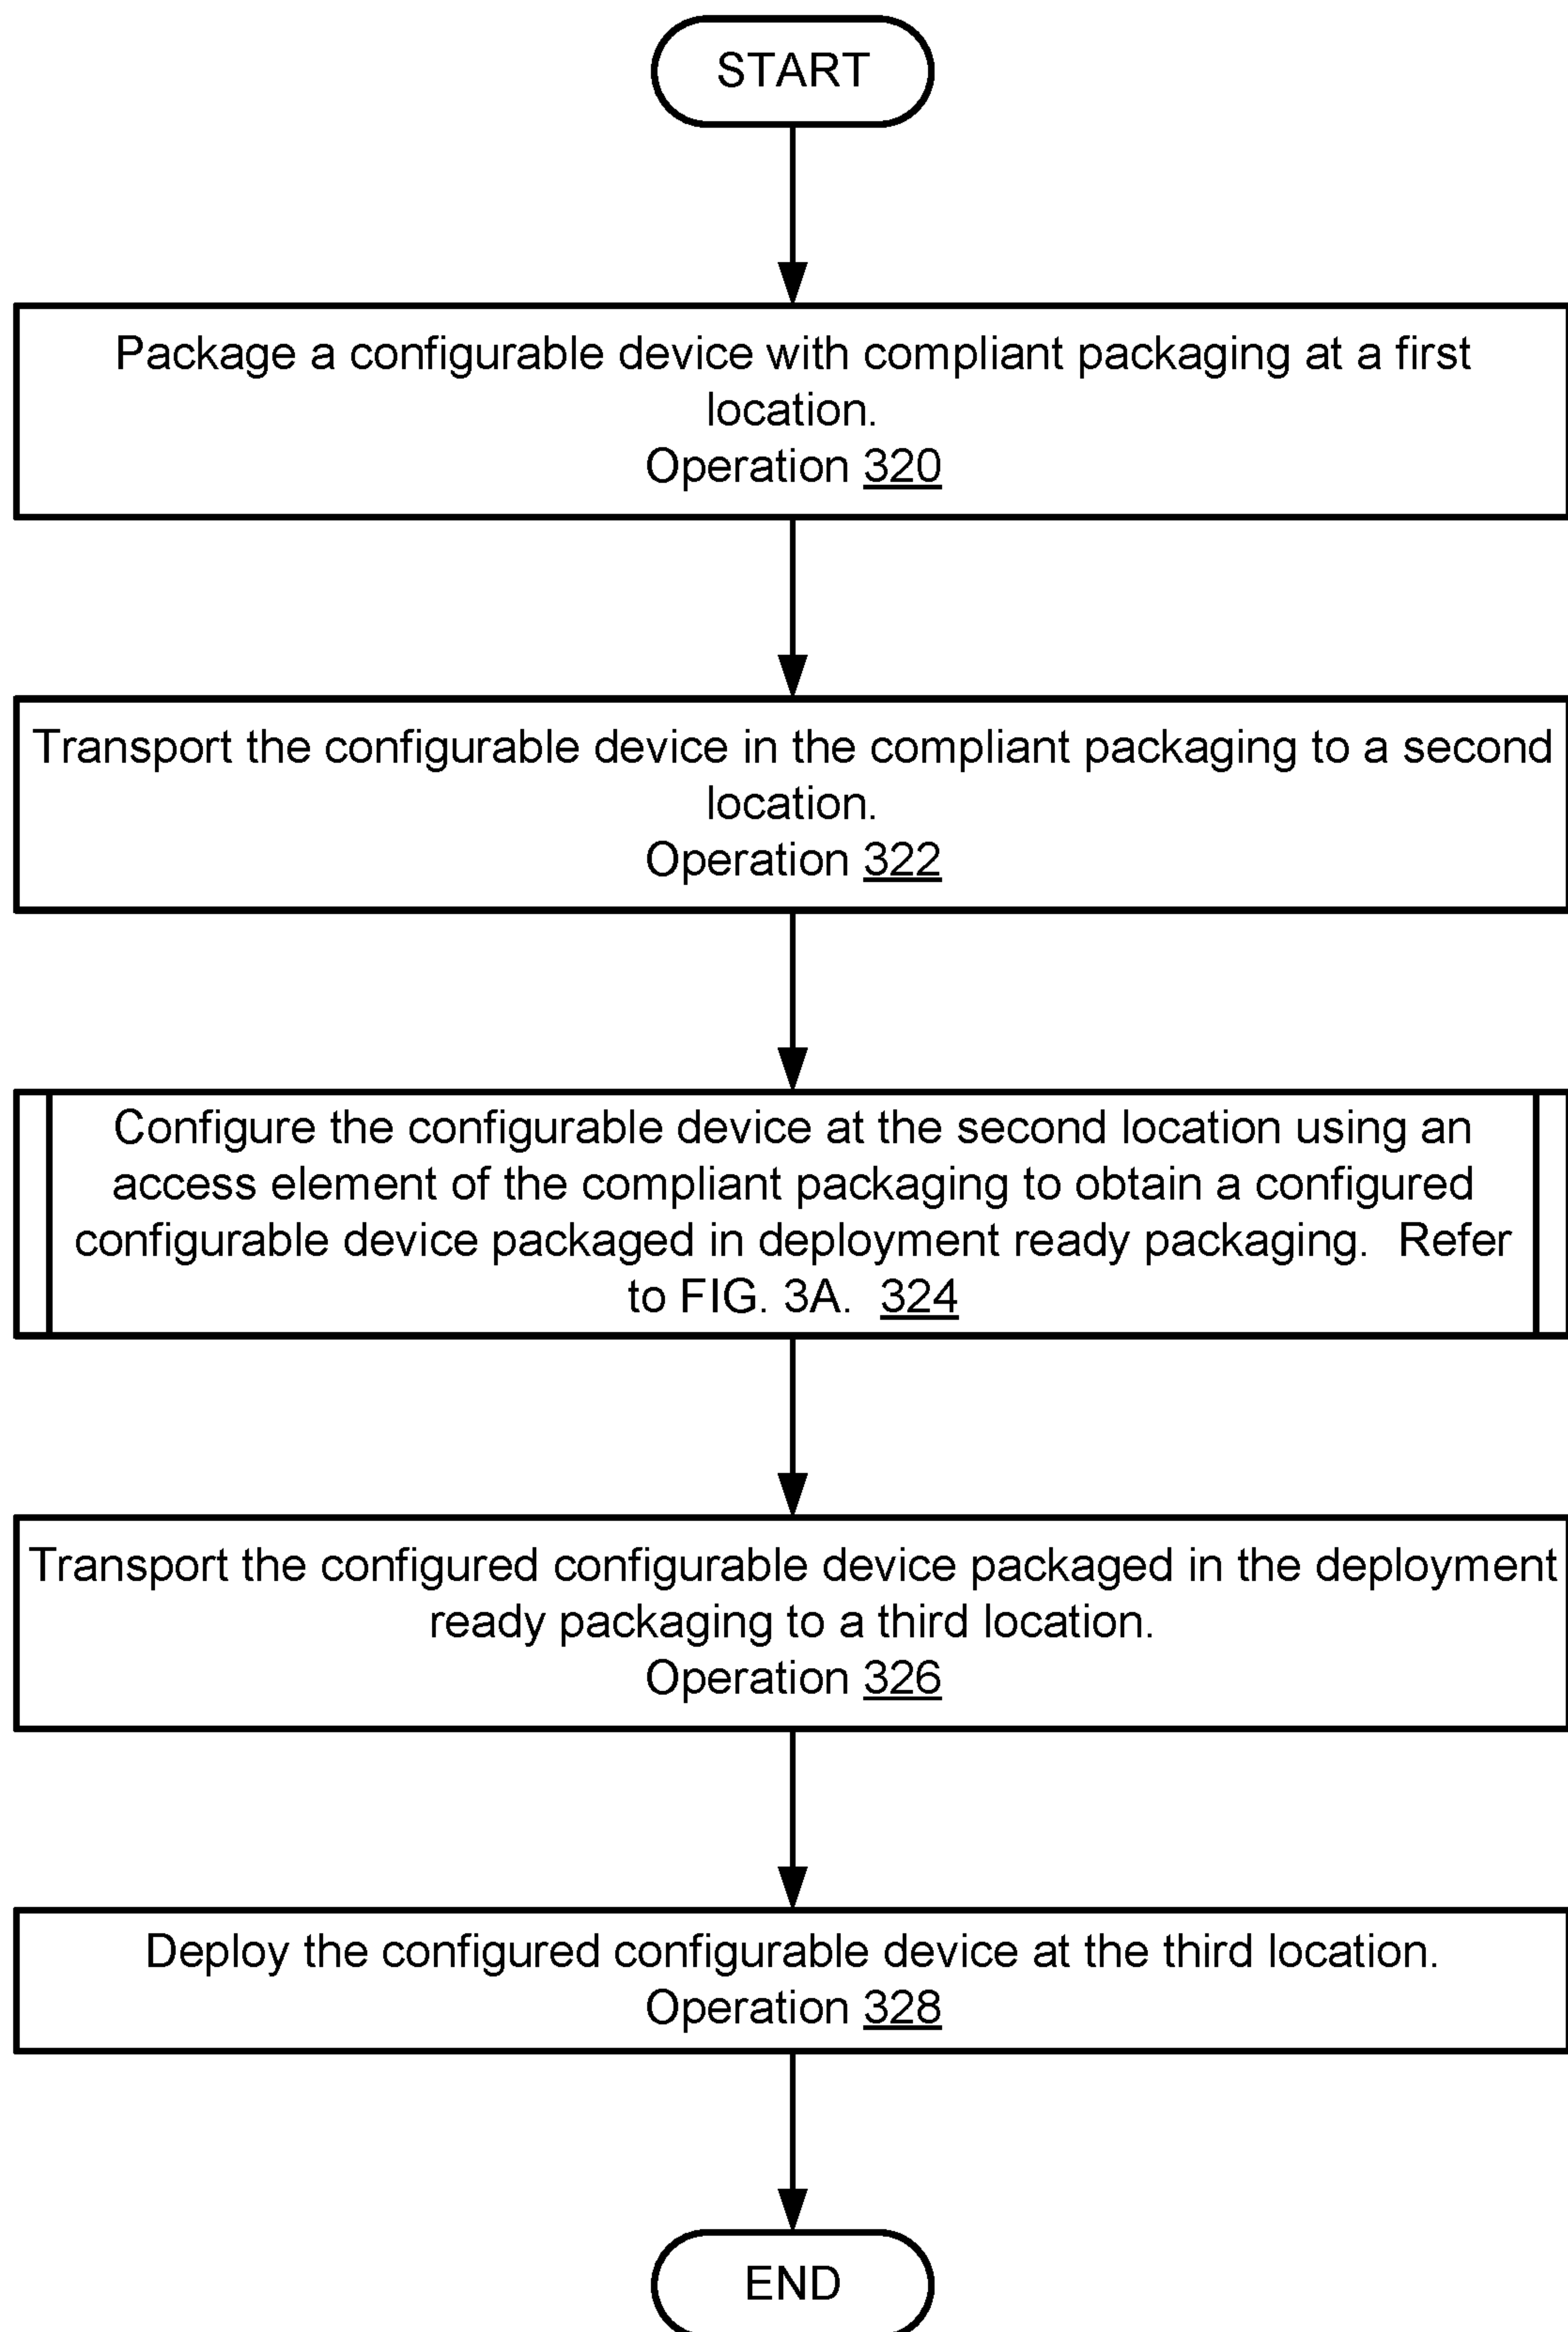 START
Package a configurable device with compliant packaging at a first
location.
Operation 320
Transport the configurable device in the compliant packaging to a second
location.
Operation 322
Configure the configurable device at the second location using an
access element of the compliant packaging to obtain a configured
configurable device packaged in deployment ready packaging.  Refer
to FIG. 3A.  324
Transport the configured configurable device packaged in the deployment
ready packaging to a third location.
Operation 326
Deploy the configured configurable device at the third location.
Operation 328
END